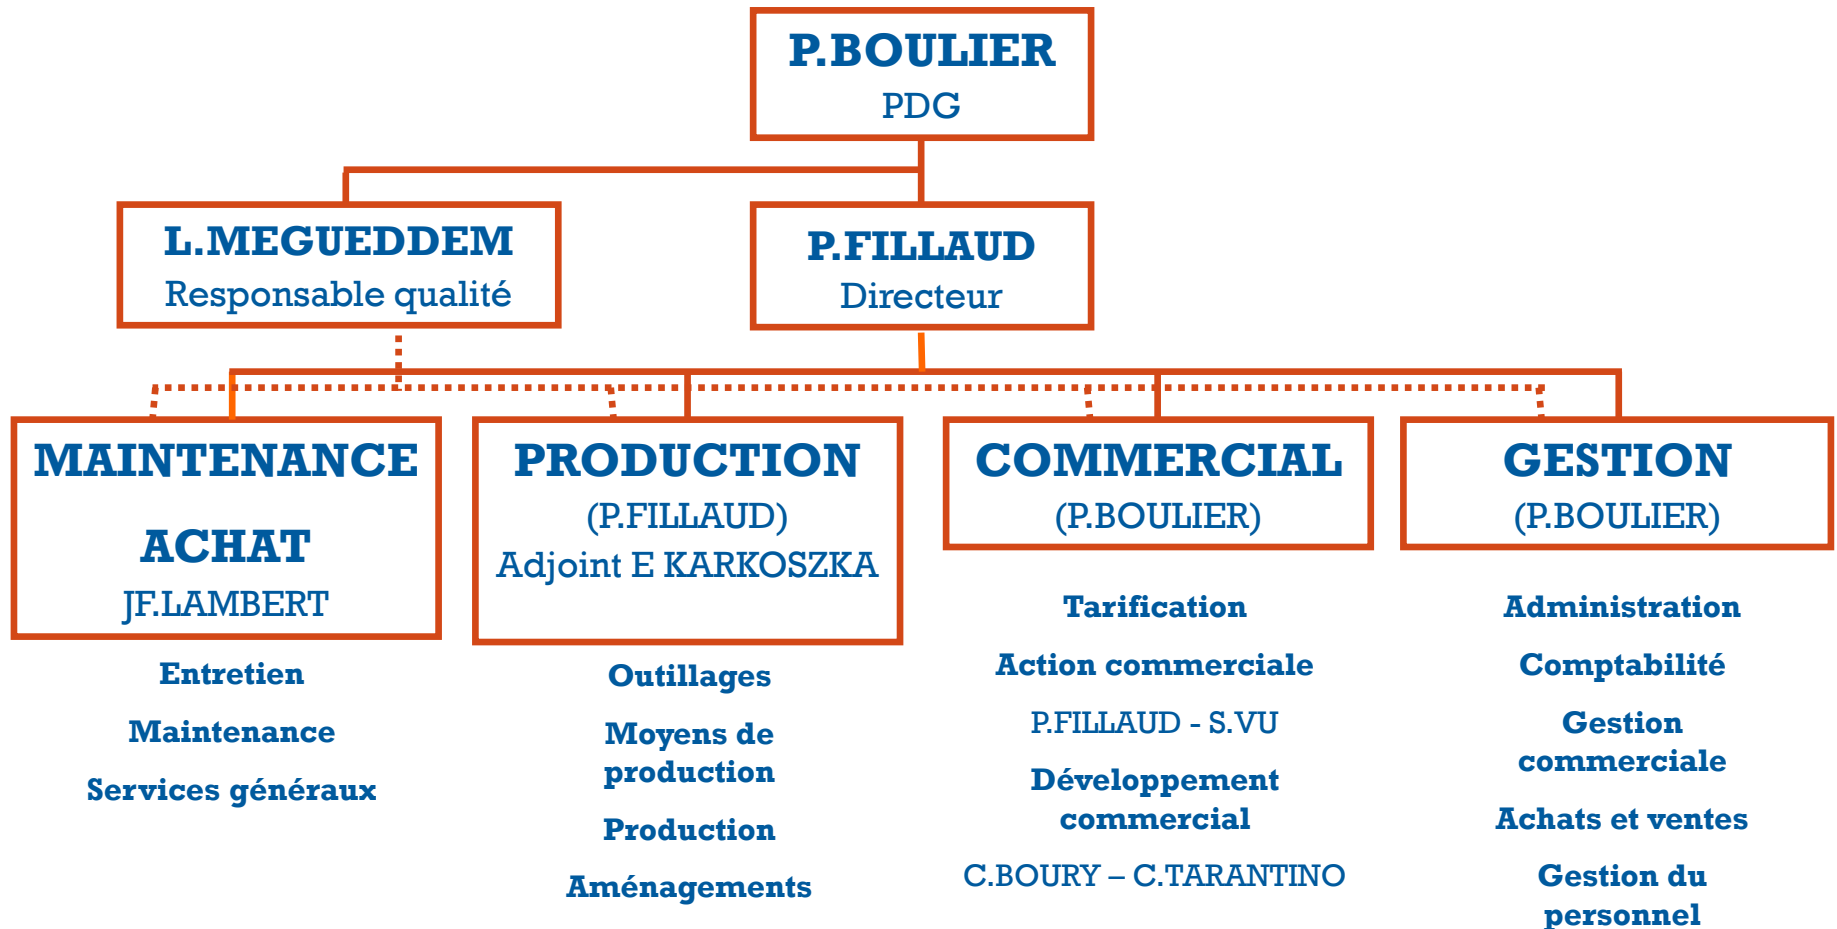 P.BOULIER
PDG
L.MEGUEDDEM
Responsable qualité
P.FILLAUD
Directeur
MAINTENANCE
ACHAT
JF.LAMBERT
Entretien
Maintenance
Services généraux
PRODUCTION
(P.FILLAUD)
Adjoint E KARKOSZKA
Outillages
Moyens de
production
Production
Aménagements
COMMERCIAL
(P.BOULIER)
Tarification
Action commerciale
P.FILLAUD - S.VU
Développement
commercial
C.BOURY – C.TARANTINO
GESTION
(P.BOULIER)
Administration
Comptabilité
Gestion
commerciale
Achats et ventes
Gestion du
personnel